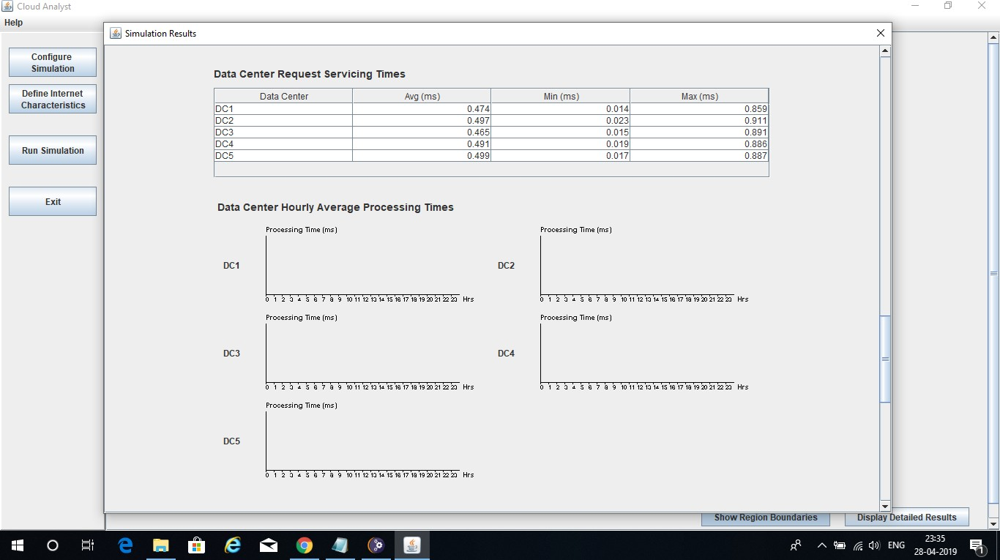 Cloud Analyst
Help
Configure
Simulation
Define Internet
Characteristics
Run Simulation
Exit
Simulation Results
Data Center Request Servicing Times
Data Center Avg (ms) Min (ms) Max (ms)
DC1 0.474 0.014 0.859
DC2 0.497 0.023 0.911
DC3 0.465 0.015 0.891
DC4 0.491 0.019 0.886
DC5 0.499 0.017 0.887
Data Center Hourly Average Processing Times
Processing Time (ms) Processing Time (ms)
DC1 DC2
0 1 2 3 4 5 6 7 8 9 10 11 12 13 14 15 16 17 18 19 20 21 22 23 Hrs 0 1 2 3 4 5 6 7 8 9 10 11 12 13 14 15 16 17 18 19 20 21 22 23 Hrs
Processing Time (ms) Processing Time (ms)
DC3 DC4
0 1 2 3 4 5 6 7 8 9 10 11 12 13 14 15 16 17 18 19 20 21 22 23 Hrs 0 1 2 3 4 5 6 7 8 9 10 11 12 13 14 15 16 17 18 19 20 21 22 23 Hrs
Processing Time (ms)
DC5
0 1 2 3 4 5 6 7 8 9 10 11 12 13 14 15 16 17 18 19 20 21 22 23 Hrs
Show Region Boundaries Display Detailed Results
ENG
23:35
28-04-2019
1